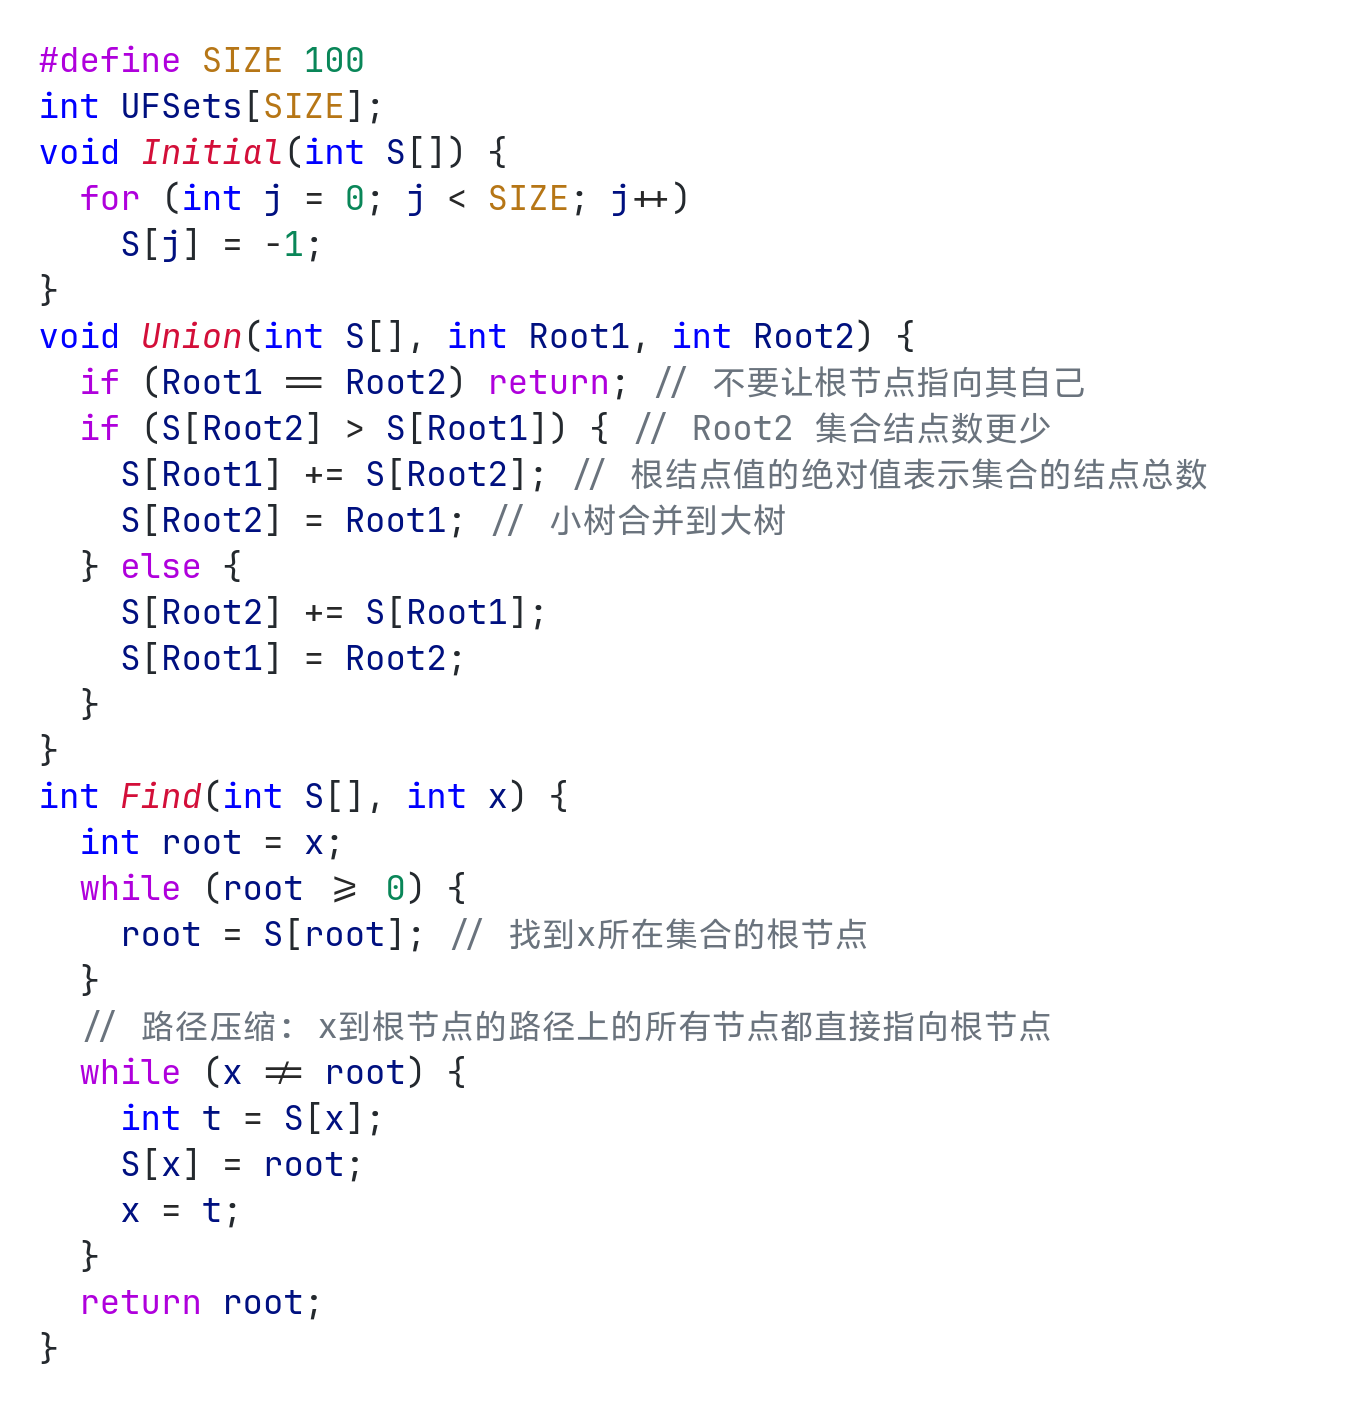 #define SIZE 100
int UFSets[SIZE];
void Initial(int S[]) {
  for (int j = 0; j < SIZE; j++)
    S[j] = -1;
}
void Union(int S[], int Root1, int Root2) {
  if (Root1 == Root2) return; // 不要让根节点指向其自己
  if (S[Root2] > S[Root1]) { // Root2 集合结点数更少
    S[Root1] += S[Root2]; // 根结点值的绝对值表示集合的结点总数
    S[Root2] = Root1; // 小树合并到大树
  } else {
    S[Root2] += S[Root1];
    S[Root1] = Root2;
  }
}
int Find(int S[], int x) {
  int root = x;
  while (root >= 0) {
    root = S[root]; // 找到x所在集合的根节点
  }
  // 路径压缩: x到根节点的路径上的所有节点都直接指向根节点
  while (x != root) {
    int t = S[x];
    S[x] = root;
    x = t;
  }
  return root;
}